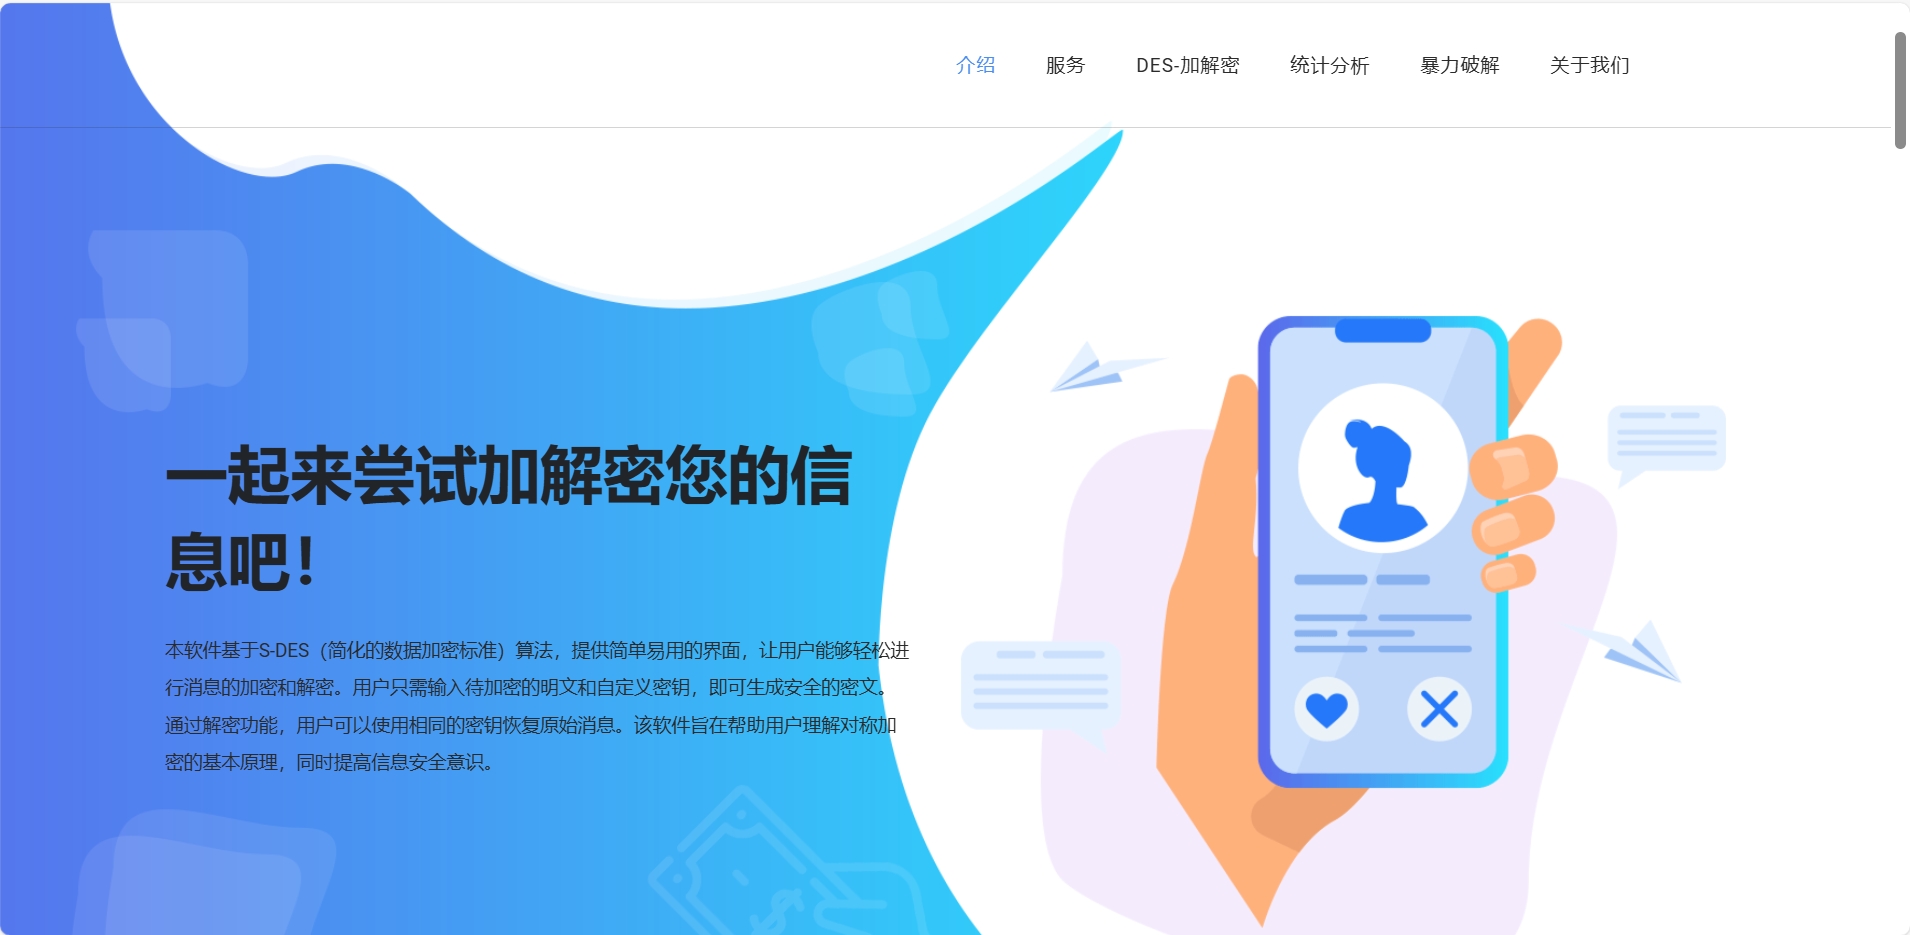 介绍 服务 DES-加解密 统计分析 暴力破解 关于我们
一起来尝试加解密您的信
息吧！
本软件基于S-DES（简化的数据加密标准）算法，提供简单易用的界面，让用户能够轻松进
行消息的加密和解密。用户只需输入待加密的明文和自定义密钥，即可生成安全的密文。
通过解密功能，用户可以使用相同的密钥恢复原始消息。该软件旨在帮助用户理解对称加
密的基本原理，同时提高信息安全意识。